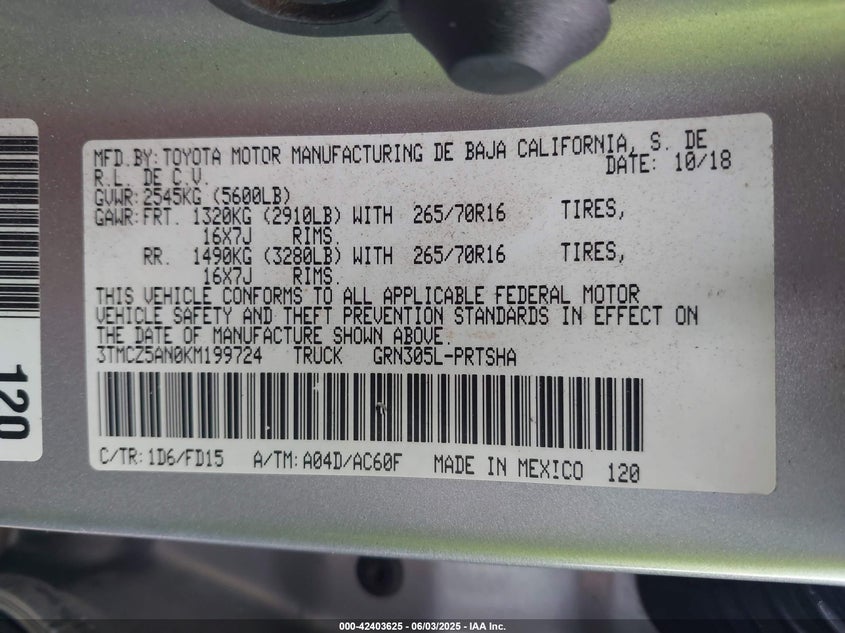 MFD.BY:TOYOTA MOTOR MANUFACTURING DE BAJA CALIFORNIA, S. DE
R.L. DE C.V. DATE: 10/18
GVWR:2545KG (5600LB)
GAWR:FRT. 1320KG (2910LB) WITH 265/70R16 TIRES,
16X7J RIMS.
RR. 1490KG (3280LB) WITH 265/70R16 TIRES,
16X7J RIMS.
THIS VEHICLE CONFORMS TO ALL APPLICABLE FEDERAL MOTOR
VEHICLE SAFETY AND THEFT PREVENTION STANDARDS IN EFFECT ON
THE DATE OF MANUFACTURE SHOWN ABOVE.
3TMCZ5AN0KM199724 TRUCK GRN305L-PRTSHA
C/TR:1D6/FD15 A/TM:A04D/AC60F MADE IN MEXICO 120
120
000-42403625 - 06/03/2025 - IAA Inc.